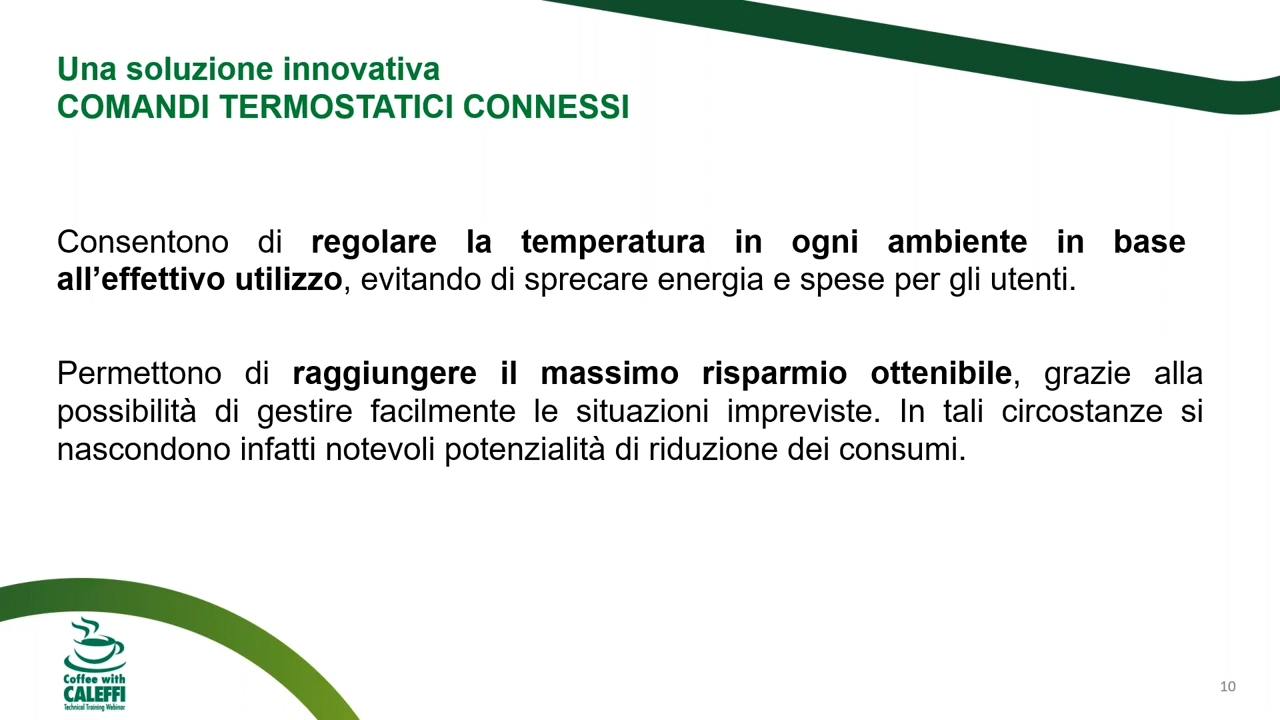 Una soluzione innovativa
COMANDI TERMOSTATICI CONNESSI
Consentono di regolare la temperatura in ogni ambiente in base
all’effettivo utilizzo, evitando di sprecare energia e spese per gli utenti.
Permettono di raggiungere il massimo risparmio ottenibile, grazie alla
possibilità di gestire facilmente le situazioni impreviste. In tali circostanze si
nascondono infatti notevoli potenzialità di riduzione dei consumi.
Coffee with
CALEFFI
Technical Training Webinar
10